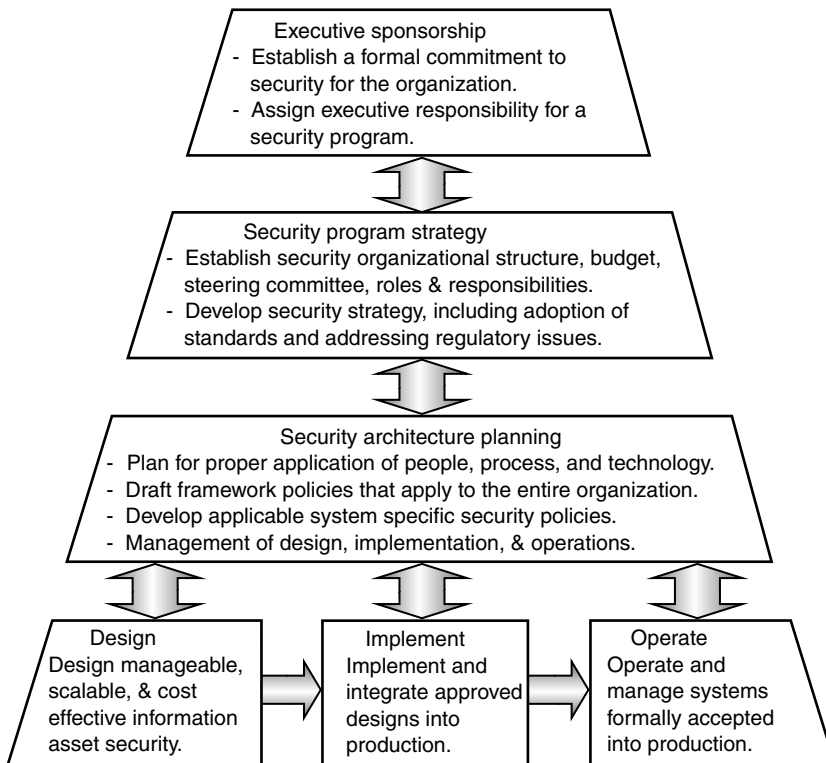 Executive sponsorship
- Establish a formal commitment to
security for the organization.
- Assign executive responsibility for a
security program.
Security program strategy
- Establish security organizational structure, budget,
steering committee, roles & responsibilities.
- Develop security strategy, including adoption of
standards and addressing regulatory issues.
Security architecture planning
- Plan for proper application of people, process, and technology.
- Draft framework policies that apply to the entire organization.
- Develop applicable system specific security policies.
- Management of design, implementation, & operations.
Design
Design manageable,
scalable, & cost
effective information
asset security.
Implement
Implement and
integrate approved
designs into
production.
Operate
Operate and
manage systems
formally accepted
into production.